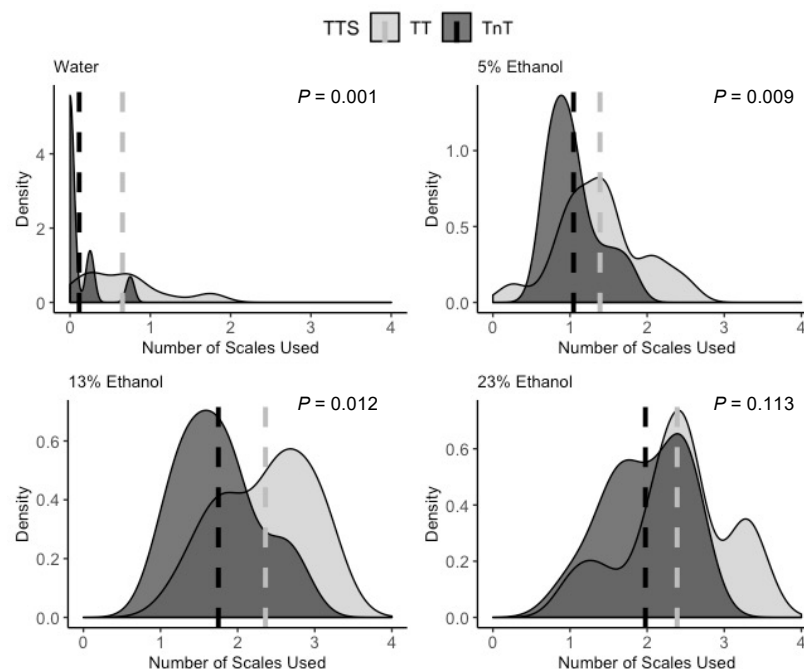 TTS TT TnT
Water
P = 0.001
Density
4
2
0
0 1 2 3 4
Number of Scales Used
5% Ethanol
P = 0.009
Density
1.0
0.5
0.0
0 1 2 3 4
Number of Scales Used
13% Ethanol
P = 0.012
Density
0.6
0.4
0.2
0.0
0 1 2 3 4
Number of Scales Used
23% Ethanol
P = 0.113
Density
0.6
0.4
0.2
0.0
0 1 2 3 4
Number of Scales Used